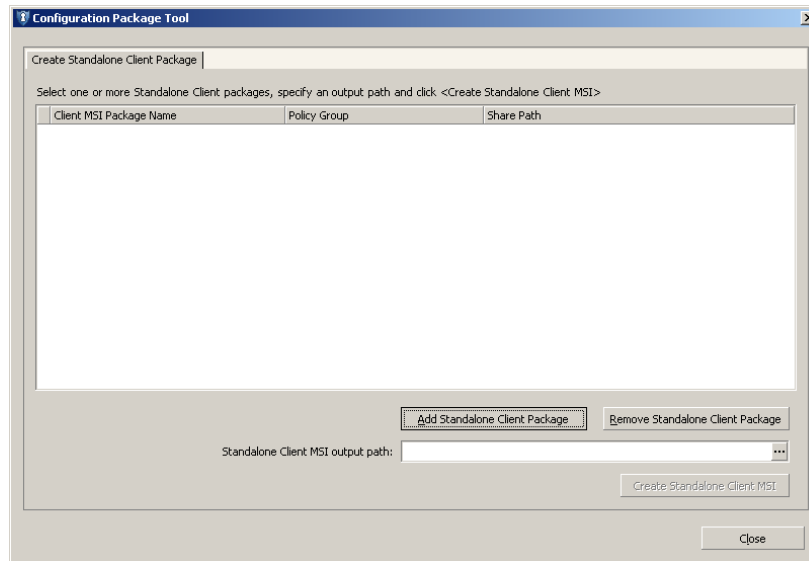 Configuration Package Tool
Create Standalone Client Package
Select one or more Standalone Client packages, specify an output path and click <Create Standalone Client MSI>
Client MSI Package Name Policy Group Share Path
Add Standalone Client Package Remove Standalone Client Package
Standalone Client MSI output path: ...
Create Standalone Client MSI
Close